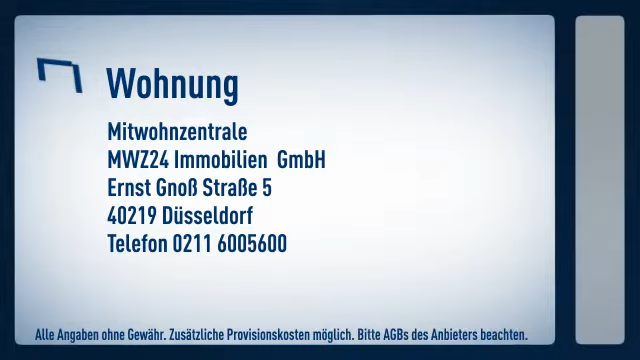 Wohnung
Mitwohnzentrale
MWZ24 Immobilien GmbH
Ernst Gnoß Straße 5
40219 Düsseldorf
Telefon 0211 6005600
Alle Angaben ohne Gewähr. Zusätzliche Provisionskosten möglich. Bitte AGBs des Anbieters beachten.